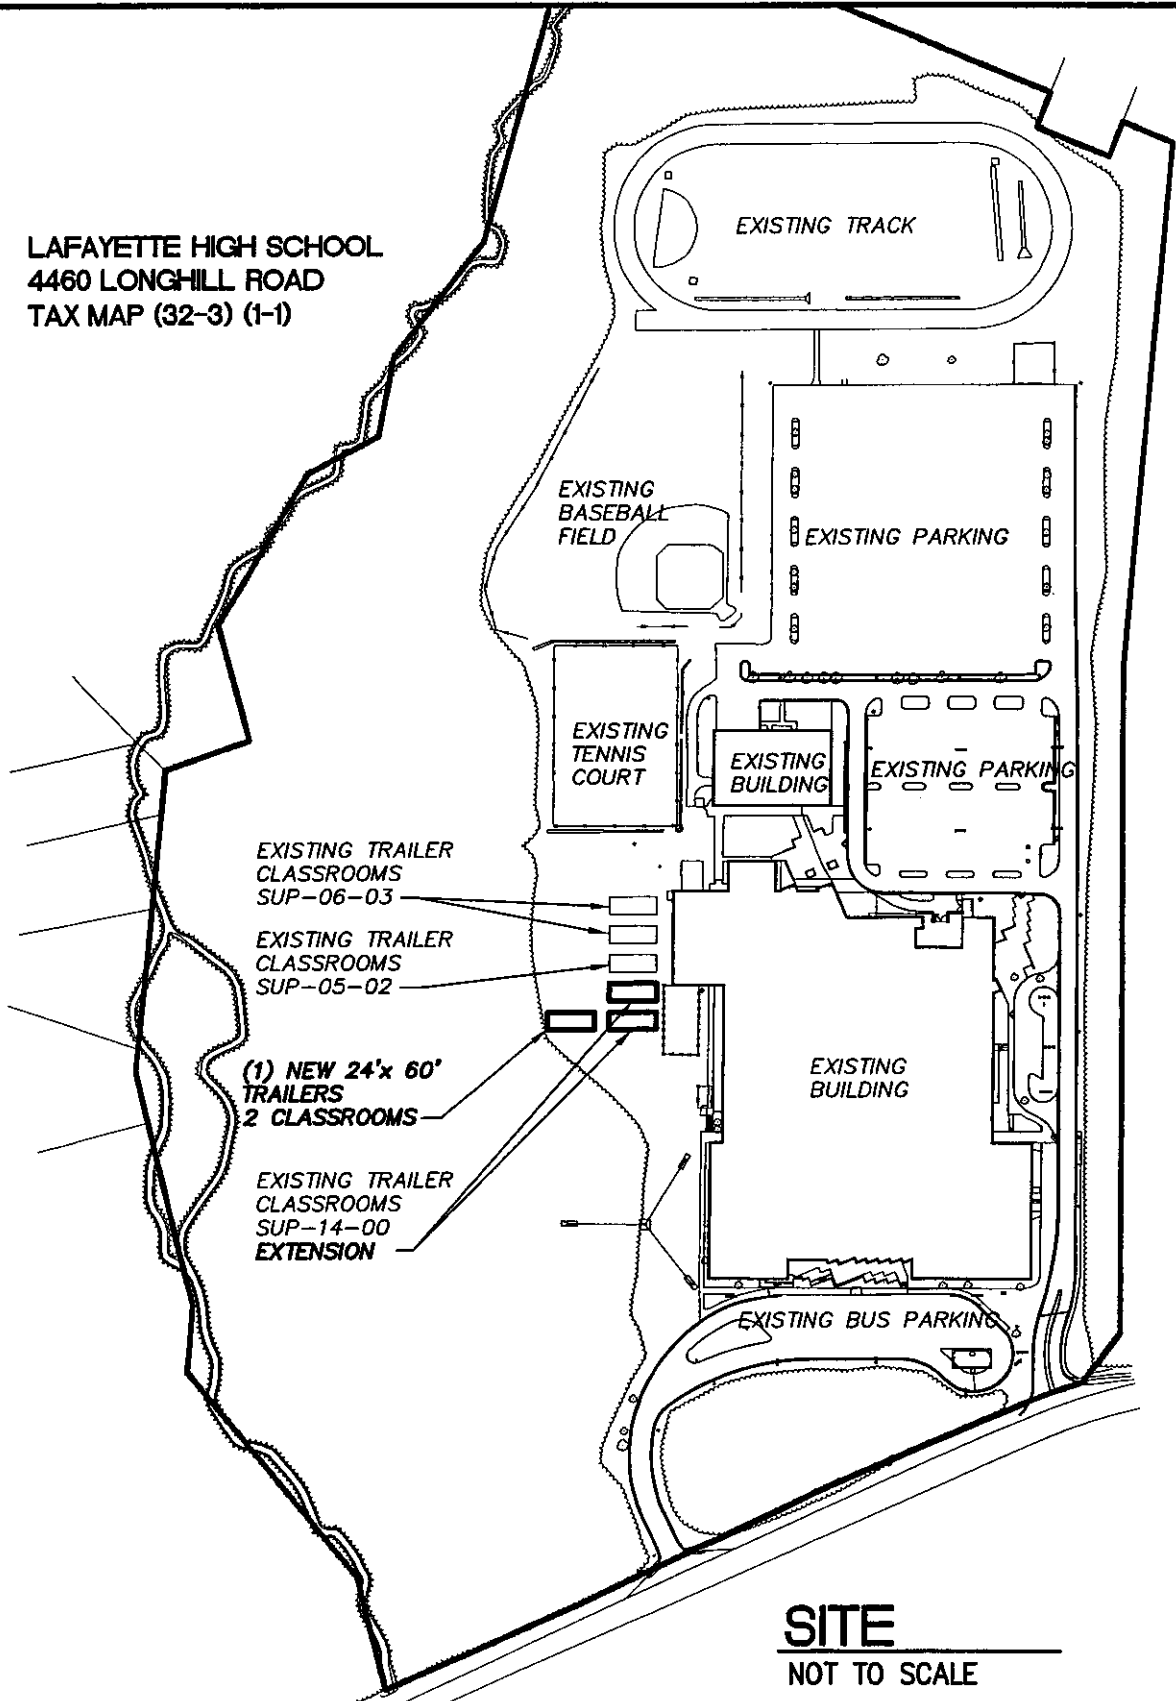 LAFAYETTE HIGH SCHOOL
4460 LONGHILL ROAD
TAX MAP (32-3) (1-1)
EXISTING TRACK
EXISTING
BASEBALL
FIELD
EXISTING PARKING
EXISTING
TENNIS
COURT
EXISTING
BUILDING
EXISTING PARKING
EXISTING TRAILER
CLASSROOMS
SUP-06-03
EXISTING TRAILER
CLASSROOMS
SUP-05-02
(1) NEW 24'x 60'
TRAILERS
2 CLASSROOMS
EXISTING
BUILDING
EXISTING TRAILER
CLASSROOMS
SUP-14-00
EXTENSION
EXISTING BUS PARKING
SITE
NOT TO SCALE